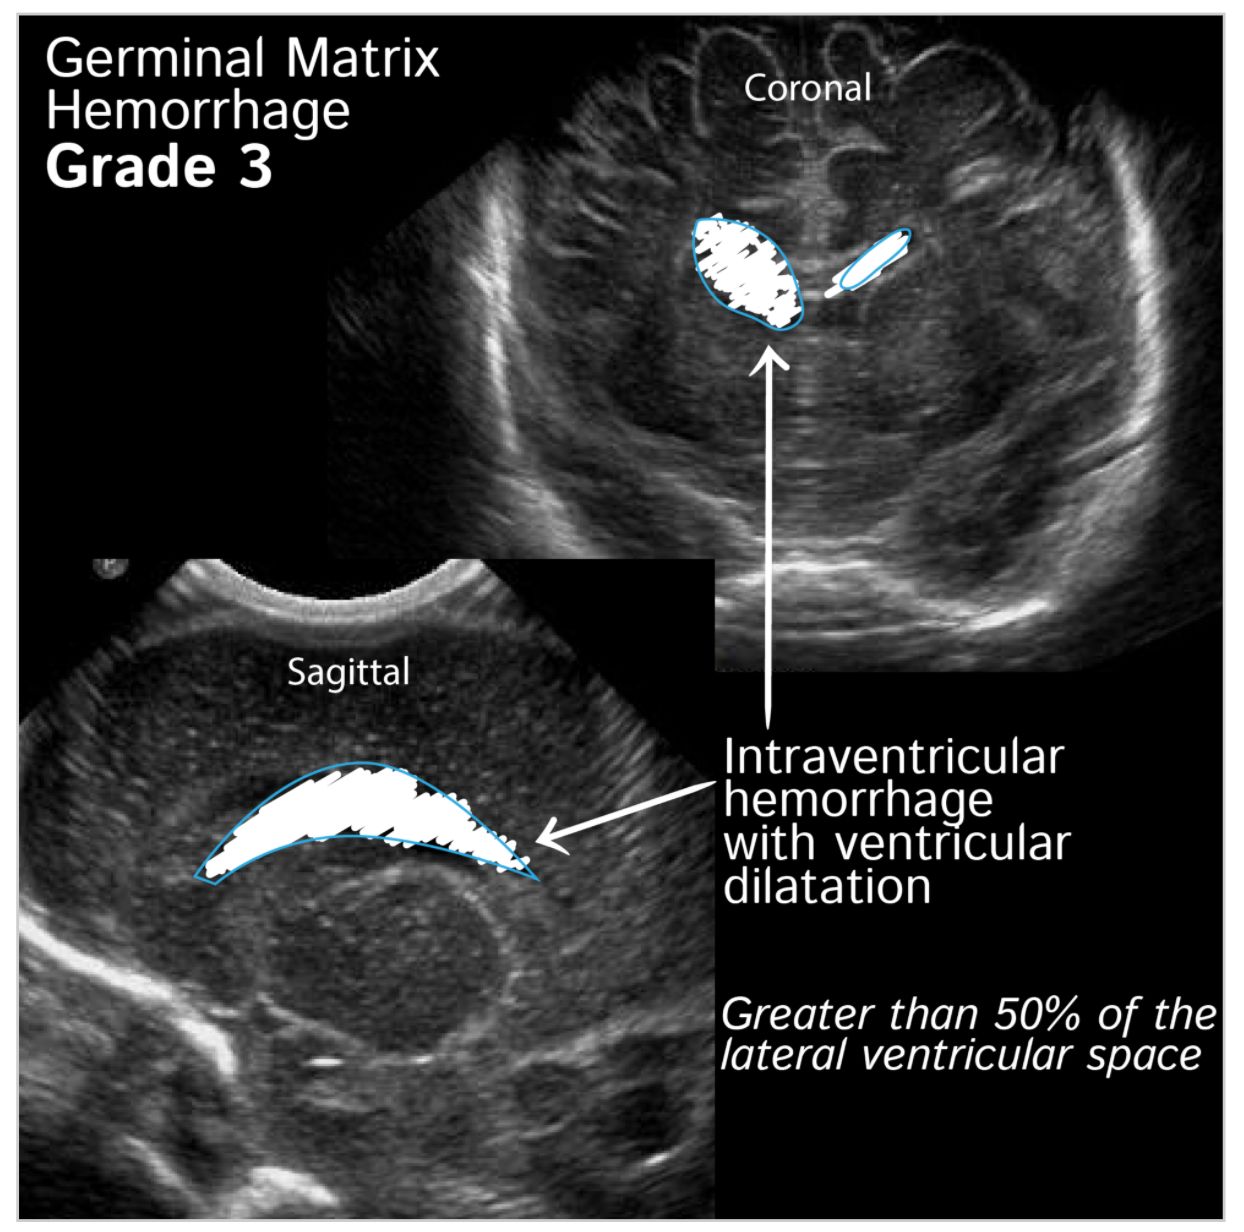 Germinal Matrix
Hemorrhage
Grade 3
Coronal
P
Sagittal
Intraventricular
hemorrhage
with ventricular
dilatation
Greater than 50% of the
lateral ventricular space